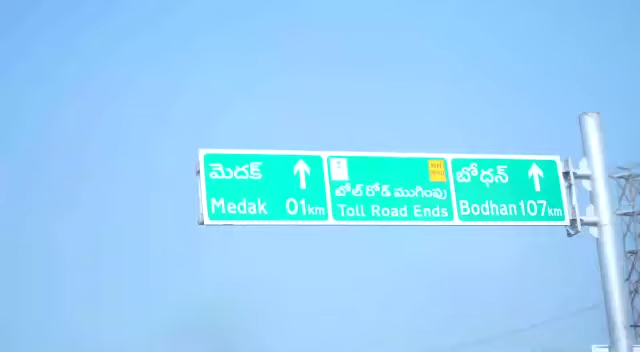 మెదక్
Medak 01km
టోల్ రోడ్ ముగింపు
Toll Road Ends
బోధన్
Bodhan 107km